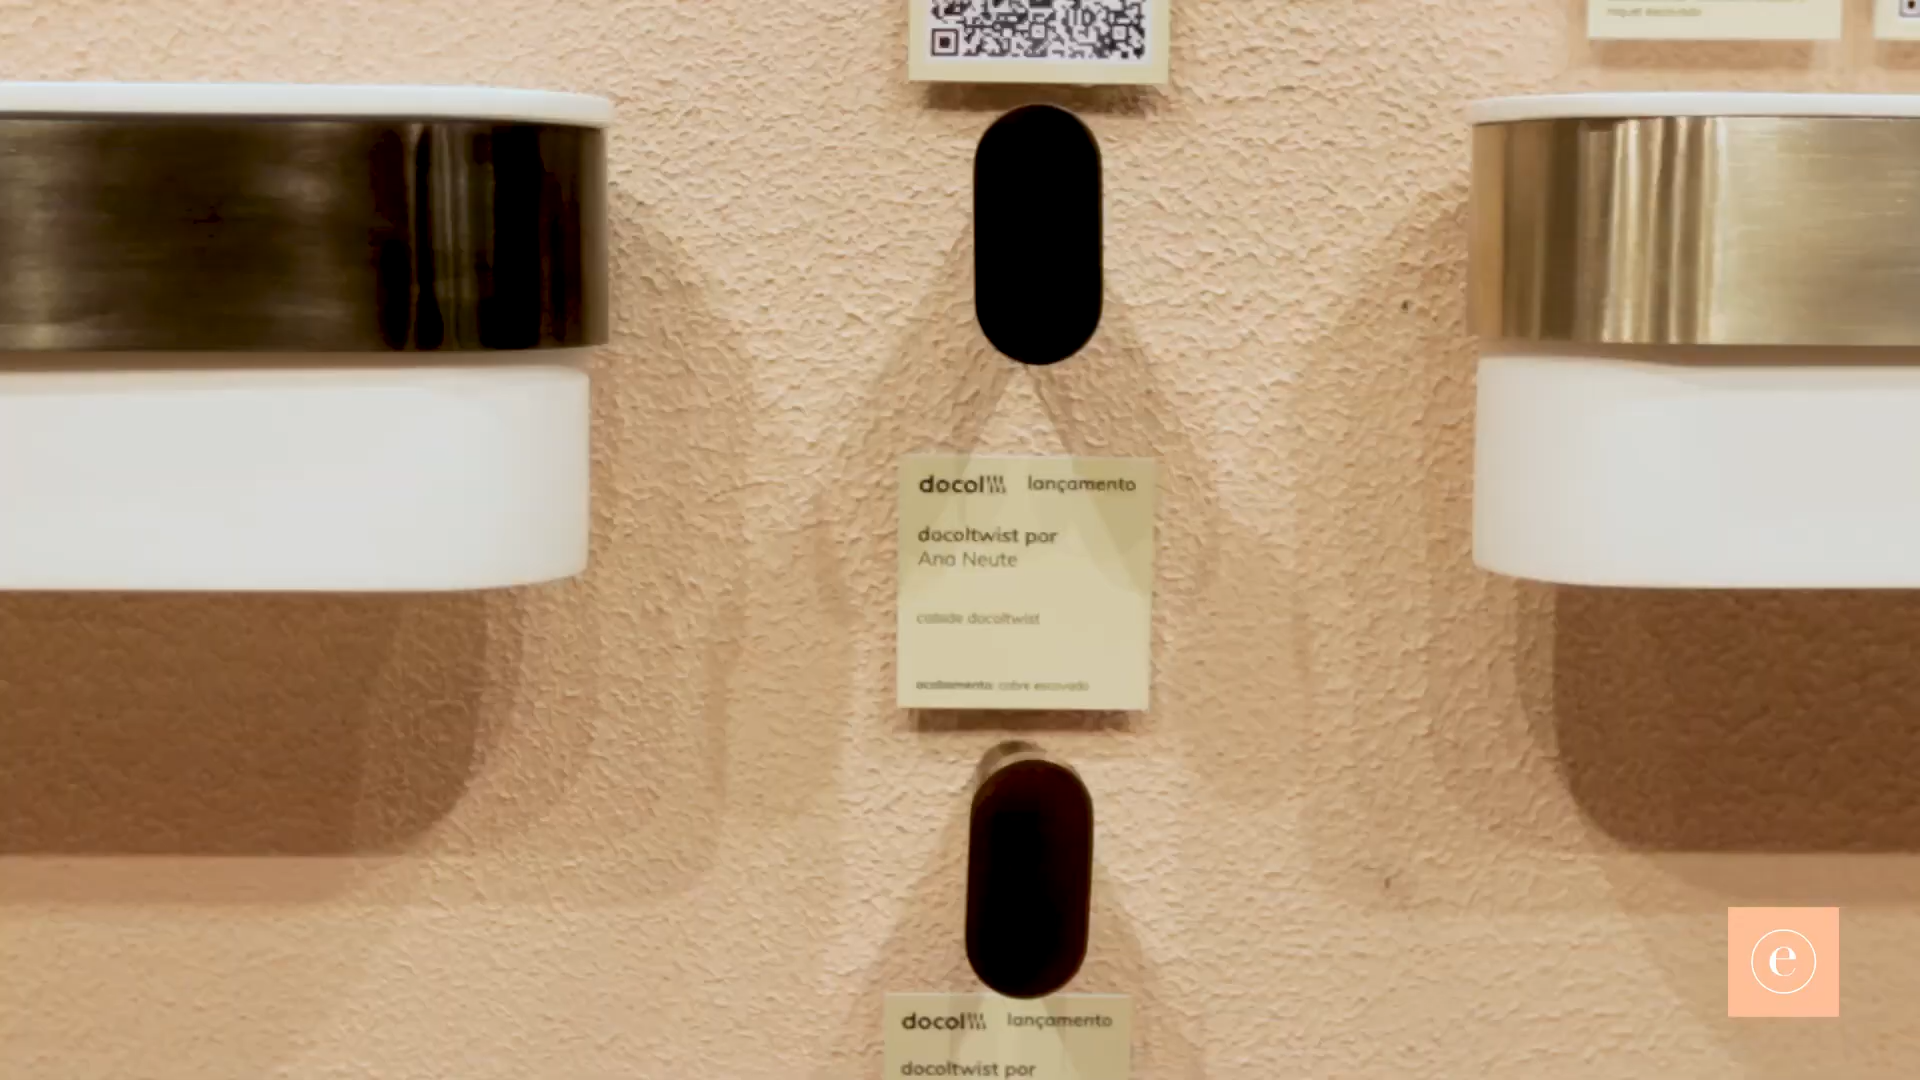 docol lançamento
docoltwist por
Ana Neute
cabide docoltwist
acabamento: cobre escovado
docol lançamento
docoltwist por
e